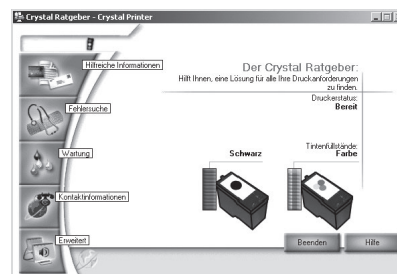 Crystal Ratgeber - Crystal Printer
Hilfreiche Informationen
Fehlersuche
Wartung
Kontaktinformationen
Erweitert
Der Crystal Ratgeber:
Hilft Ihnen, eine Lösung für alle Ihre Druckanforderungen
zu finden.
Druckerstatus:
Bereit
Tintenfüllstände:
Schwarz Farbe
Beenden Hilfe